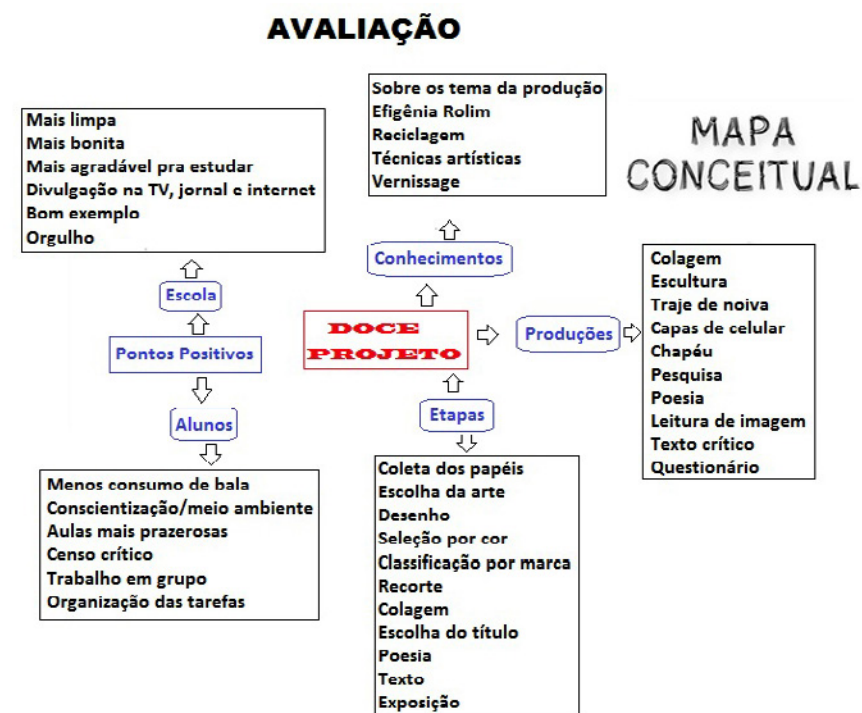 AVALIAÇÃO
MAPA
CONCEITUAL
Sobre os tema da produção
Efigênia Rolim
Reciclagem
Técnicas artísticas
Vernissage
Mais limpa
Mais bonita
Mais agradável pra estudar
Divulgação na TV, jornal e internet
Bom exemplo
Orgulho
Conhecimentos
Escola
Pontos Positivos
DOCE
PROJETO
Produções
Colagem
Escultura
Traje de noiva
Capas de celular
Chapéu
Pesquisa
Poesia
Leitura de imagem
Texto crítico
Questionário
Alunos
Etapas
Menos consumo de bala
Conscientização/meio ambiente
Aulas mais prazerosas
Censo crítico
Trabalho em grupo
Organização das tarefas
Coleta dos papéis
Escolha da arte
Desenho
Seleção por cor
Classificação por marca
Recorte
Colagem
Escolha do título
Poesia
Texto
Exposição